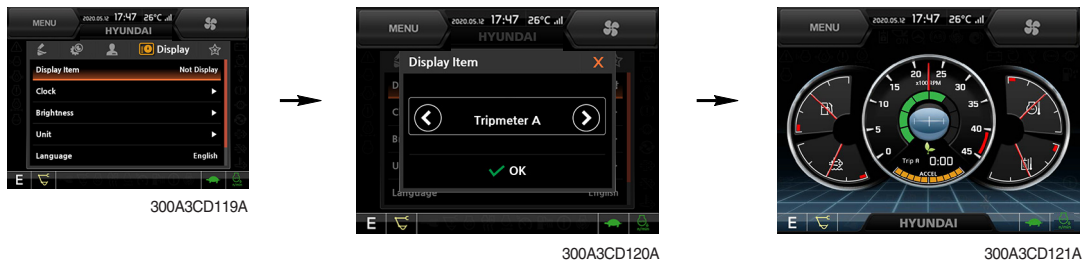 MENU
2020.05.12 17:47 26°C
HYUNDAI
Display
Display Item Not Display
Clock
Brightness
Unit
Language English
E
300A3CD119A
MENU
2020.05.12 17:47 26°C
HYUNDAI
Display Item X
Tripmeter A
OK
Language English
E
300A3CD120A
MENU
2020.05.12 17:47 26°C
x100 RPM
0 5 10 15 20 25 30 35 40 45
Trip A 0:00
ACCEL
E
HYUNDAI
300A3CD121A